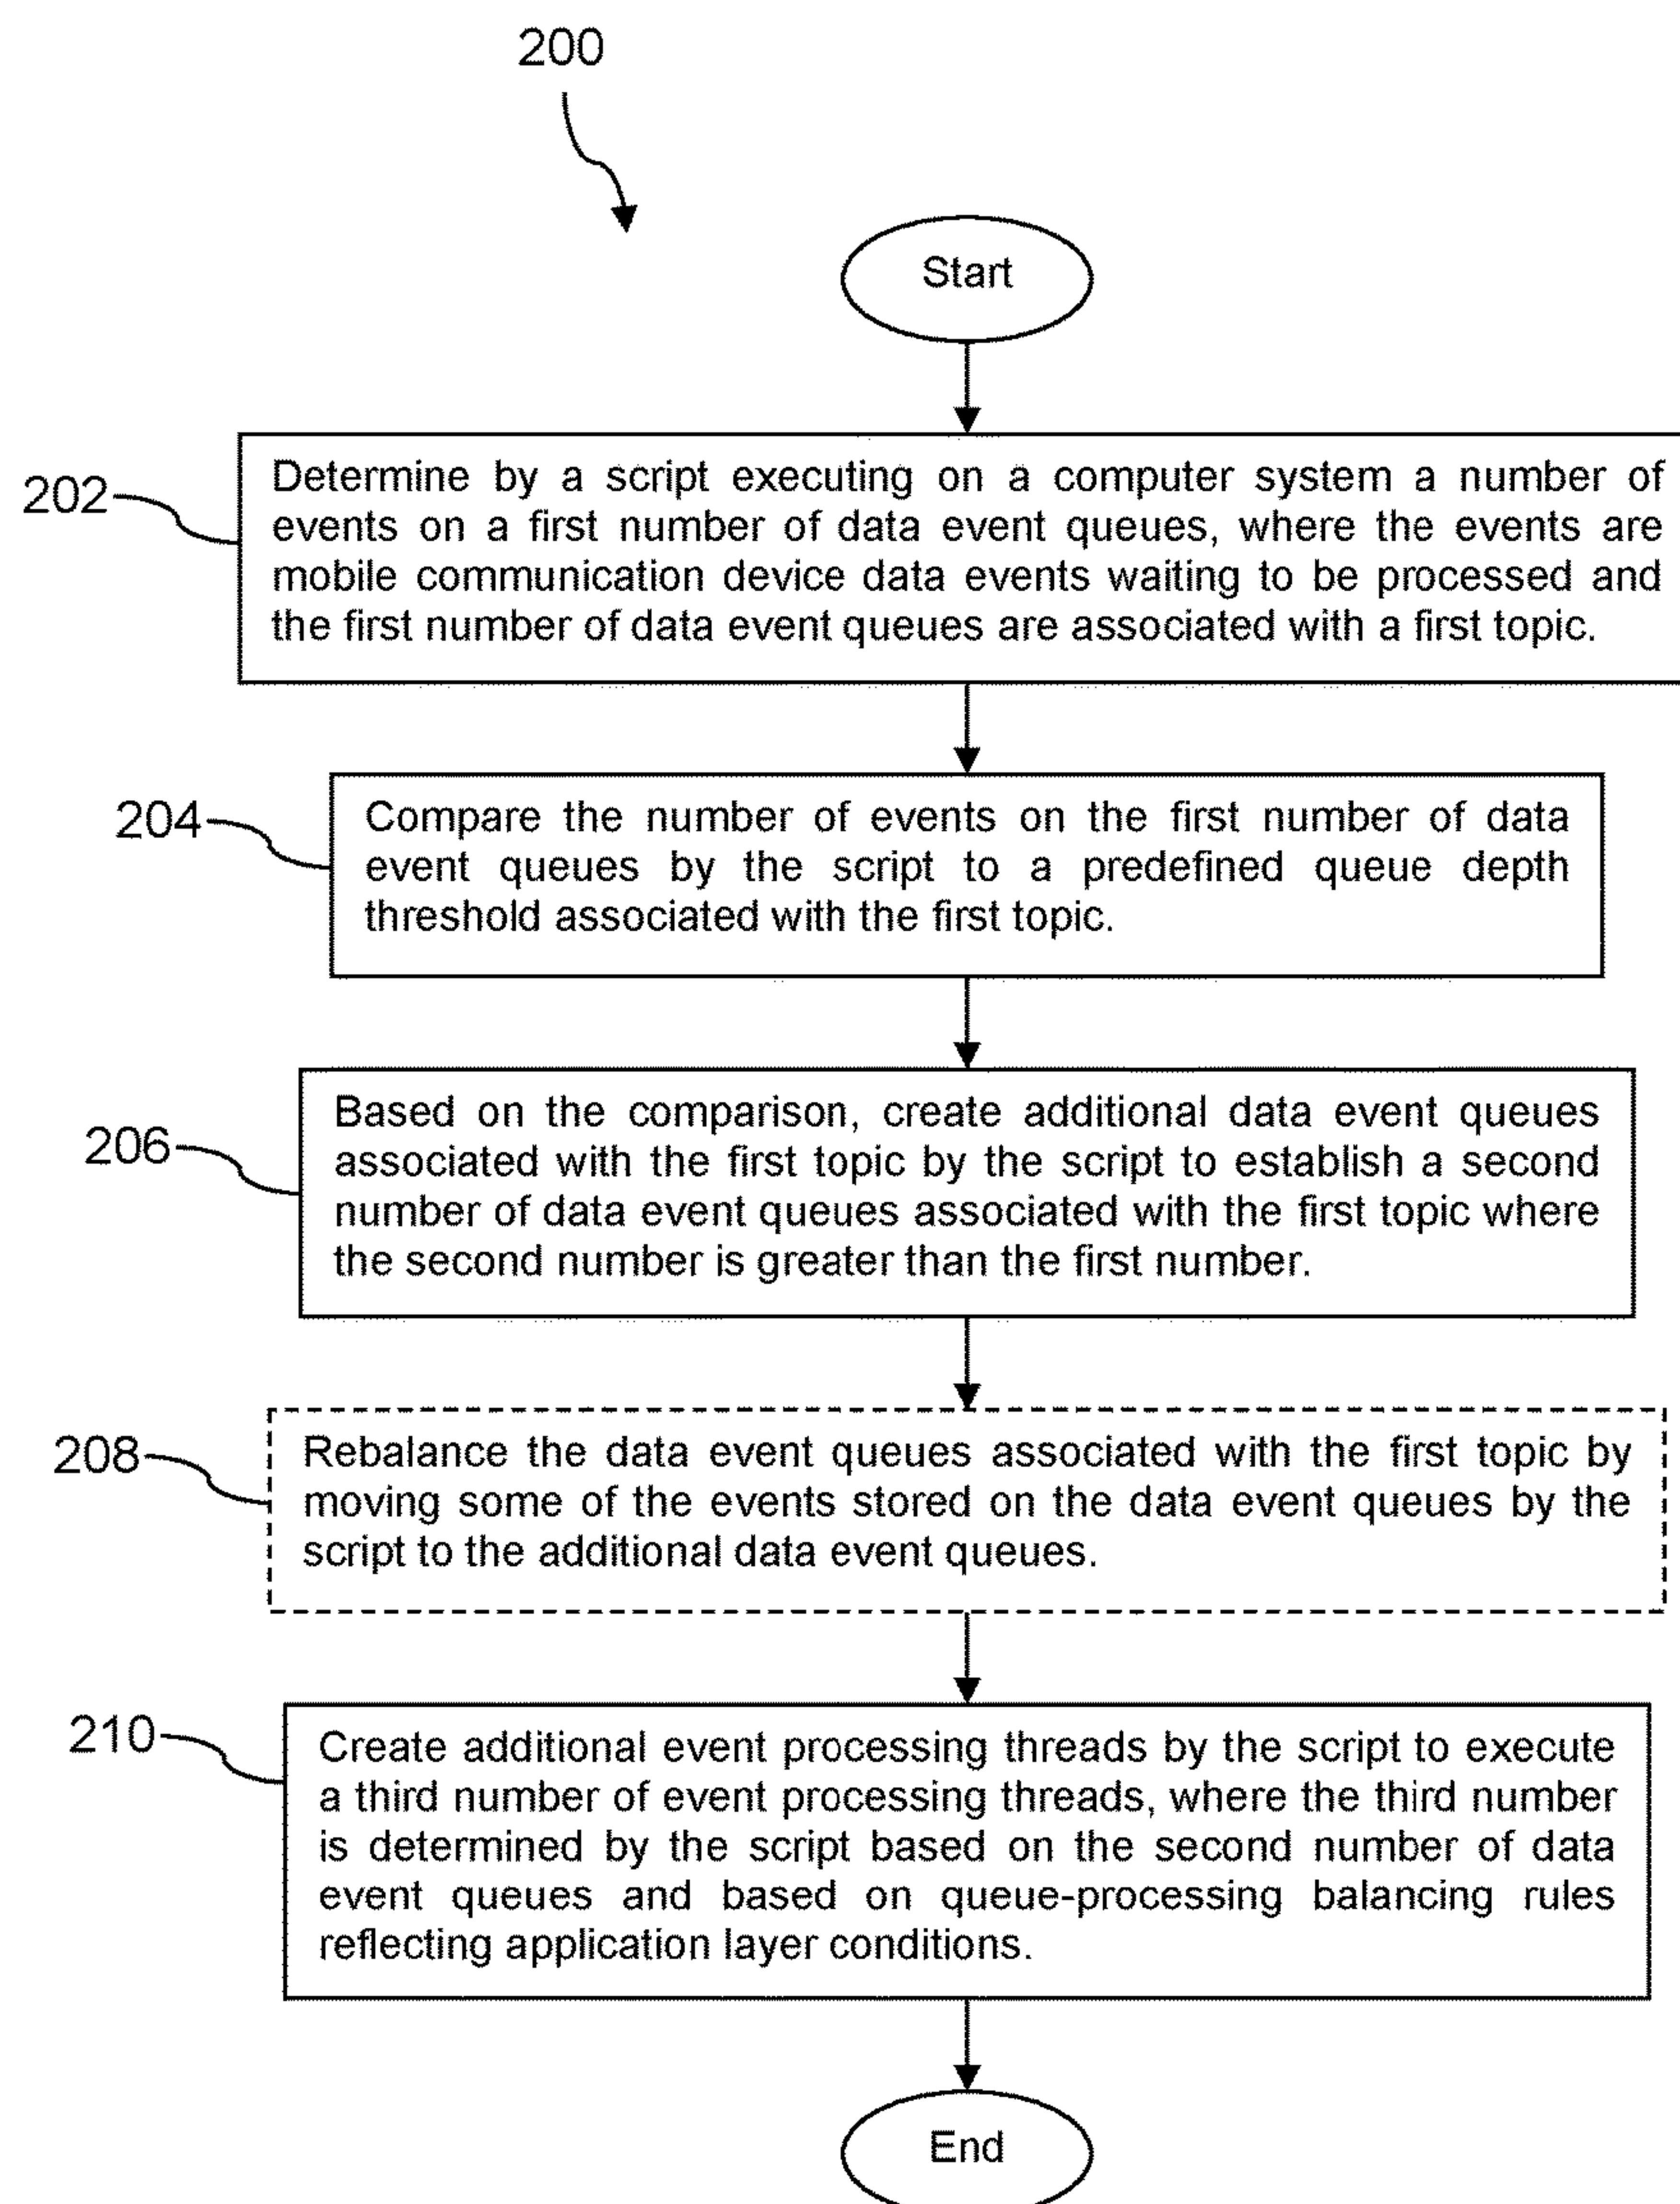 200
Start
202
Determine by a script executing on a computer system a number of
events on a first number of data event queues, where the events are
mobile communication device data events waiting to be processed and
the first number of data event queues are associated with a first topic.
204
Compare the number of events on the first number of data
event queues by the script to a predefined queue depth
threshold associated with the first topic.
206
Based on the comparison, create additional data event queues
associated with the first topic by the script to establish a second
number of data event queues associated with the first topic where
the second number is greater than the first number.
208
Rebalance the data event queues associated with the first topic by
moving some of the events stored on the data event queues by the
script to the additional data event queues.
210
Create additional event processing threads by the script to execute
a third number of event processing threads, where the third number
is determined by the script based on the second number of data
event queues and based on queue-processing balancing rules
reflecting application layer conditions.
End